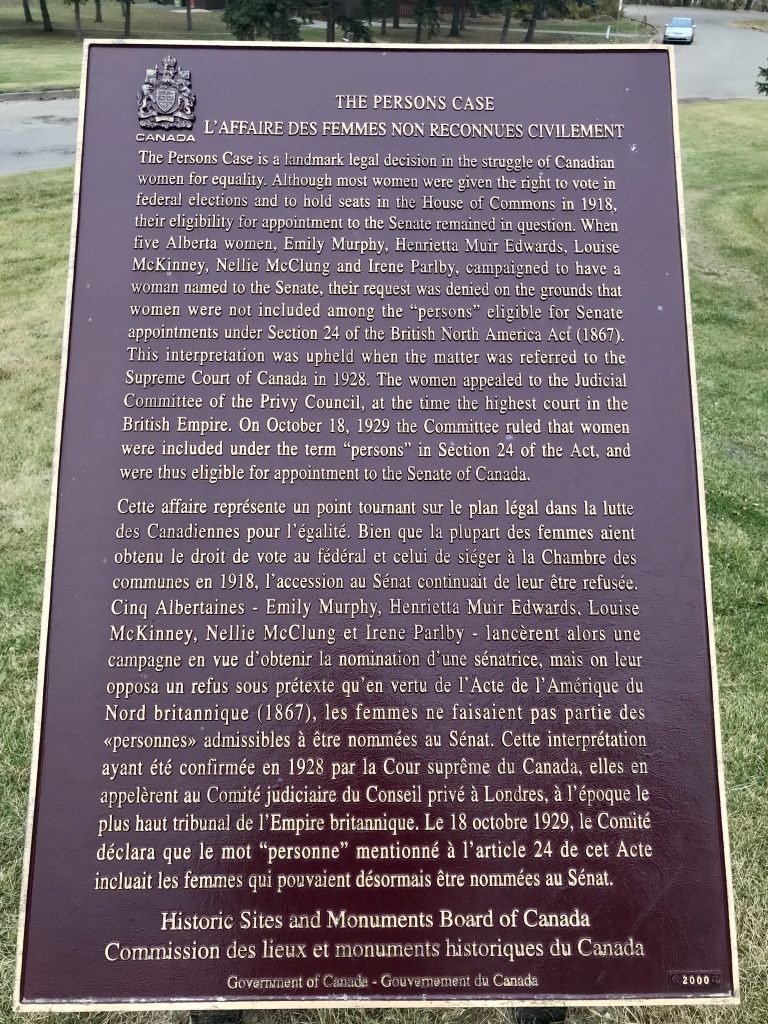 CANADA
THE PERSONS CASE
L'AFFAIRE DES FEMMES NON RECONNUES CIVILEMENT
The Persons Case is a landmark legal decision in the struggle of Canadian
women for equality. Although most women were given the right to vote in
federal elections and to hold seats in the House of Commons in 1918,
their eligibility for appointment to the Senate remained in question. When
five Alberta women, Emily Murphy, Henrietta Muir Edwards, Louise
McKinney, Nellie McClung and Irene Parlby, campaigned to have a
woman named to the Senate, their request was denied on the grounds that
women were not included among the “persons” eligible for Senate
appointments under Section 24 of the British North America Act (1867).
This interpretation was upheld when the matter was referred to the
Supreme Court of Canada in 1928. The women appealed to the Judicial
Committee of the Privy Council, at the time the highest court in the
British Empire. On October 18, 1929 the Committee ruled that women
were included under the term “persons” in Section 24 of the Act, and
were thus eligible for appointment to the Senate of Canada.
Cette affaire représente un point tournant sur le plan légal dans la lutte
des Canadiennes pour l'égalité. Bien que la plupart des femmes aient
obtenu le droit de vote au fédéral et celui de siéger à la Chambre des
communes en 1918, l'accession au Sénat continuait de leur être refusée.
Cinq Albertaines - Emily Murphy, Henrietta Muir Edwards, Louise
McKinney, Nellie McClung et Irene Parlby - lancèrent alors une
campagne en vue d'obtenir la nomination d'une sénatrice, mais on leur
opposa un refus sous prétexte qu'en vertu de l'Acte de l'Amérique du
Nord britannique (1867), les femmes ne faisaient pas partie des
«personnes» admissibles à être nommées au Sénat. Cette interprétation
ayant été confirmée en 1928 par la Cour suprême du Canada, elles en
appelèrent au Comité judiciaire du Conseil privé à Londres, à l'époque le
plus haut tribunal de l'Empire britannique. Le 18 octobre 1929, le Comité
déclara que le mot “personne” mentionné à l'article 24 de cet Acte
incluait les femmes qui pouvaient désormais être nommées au Sénat.
Historic Sites and Monuments Board of Canada
Commission des lieux et monuments historiques du Canada
Government of Canada - Gouvernement du Canada
2000